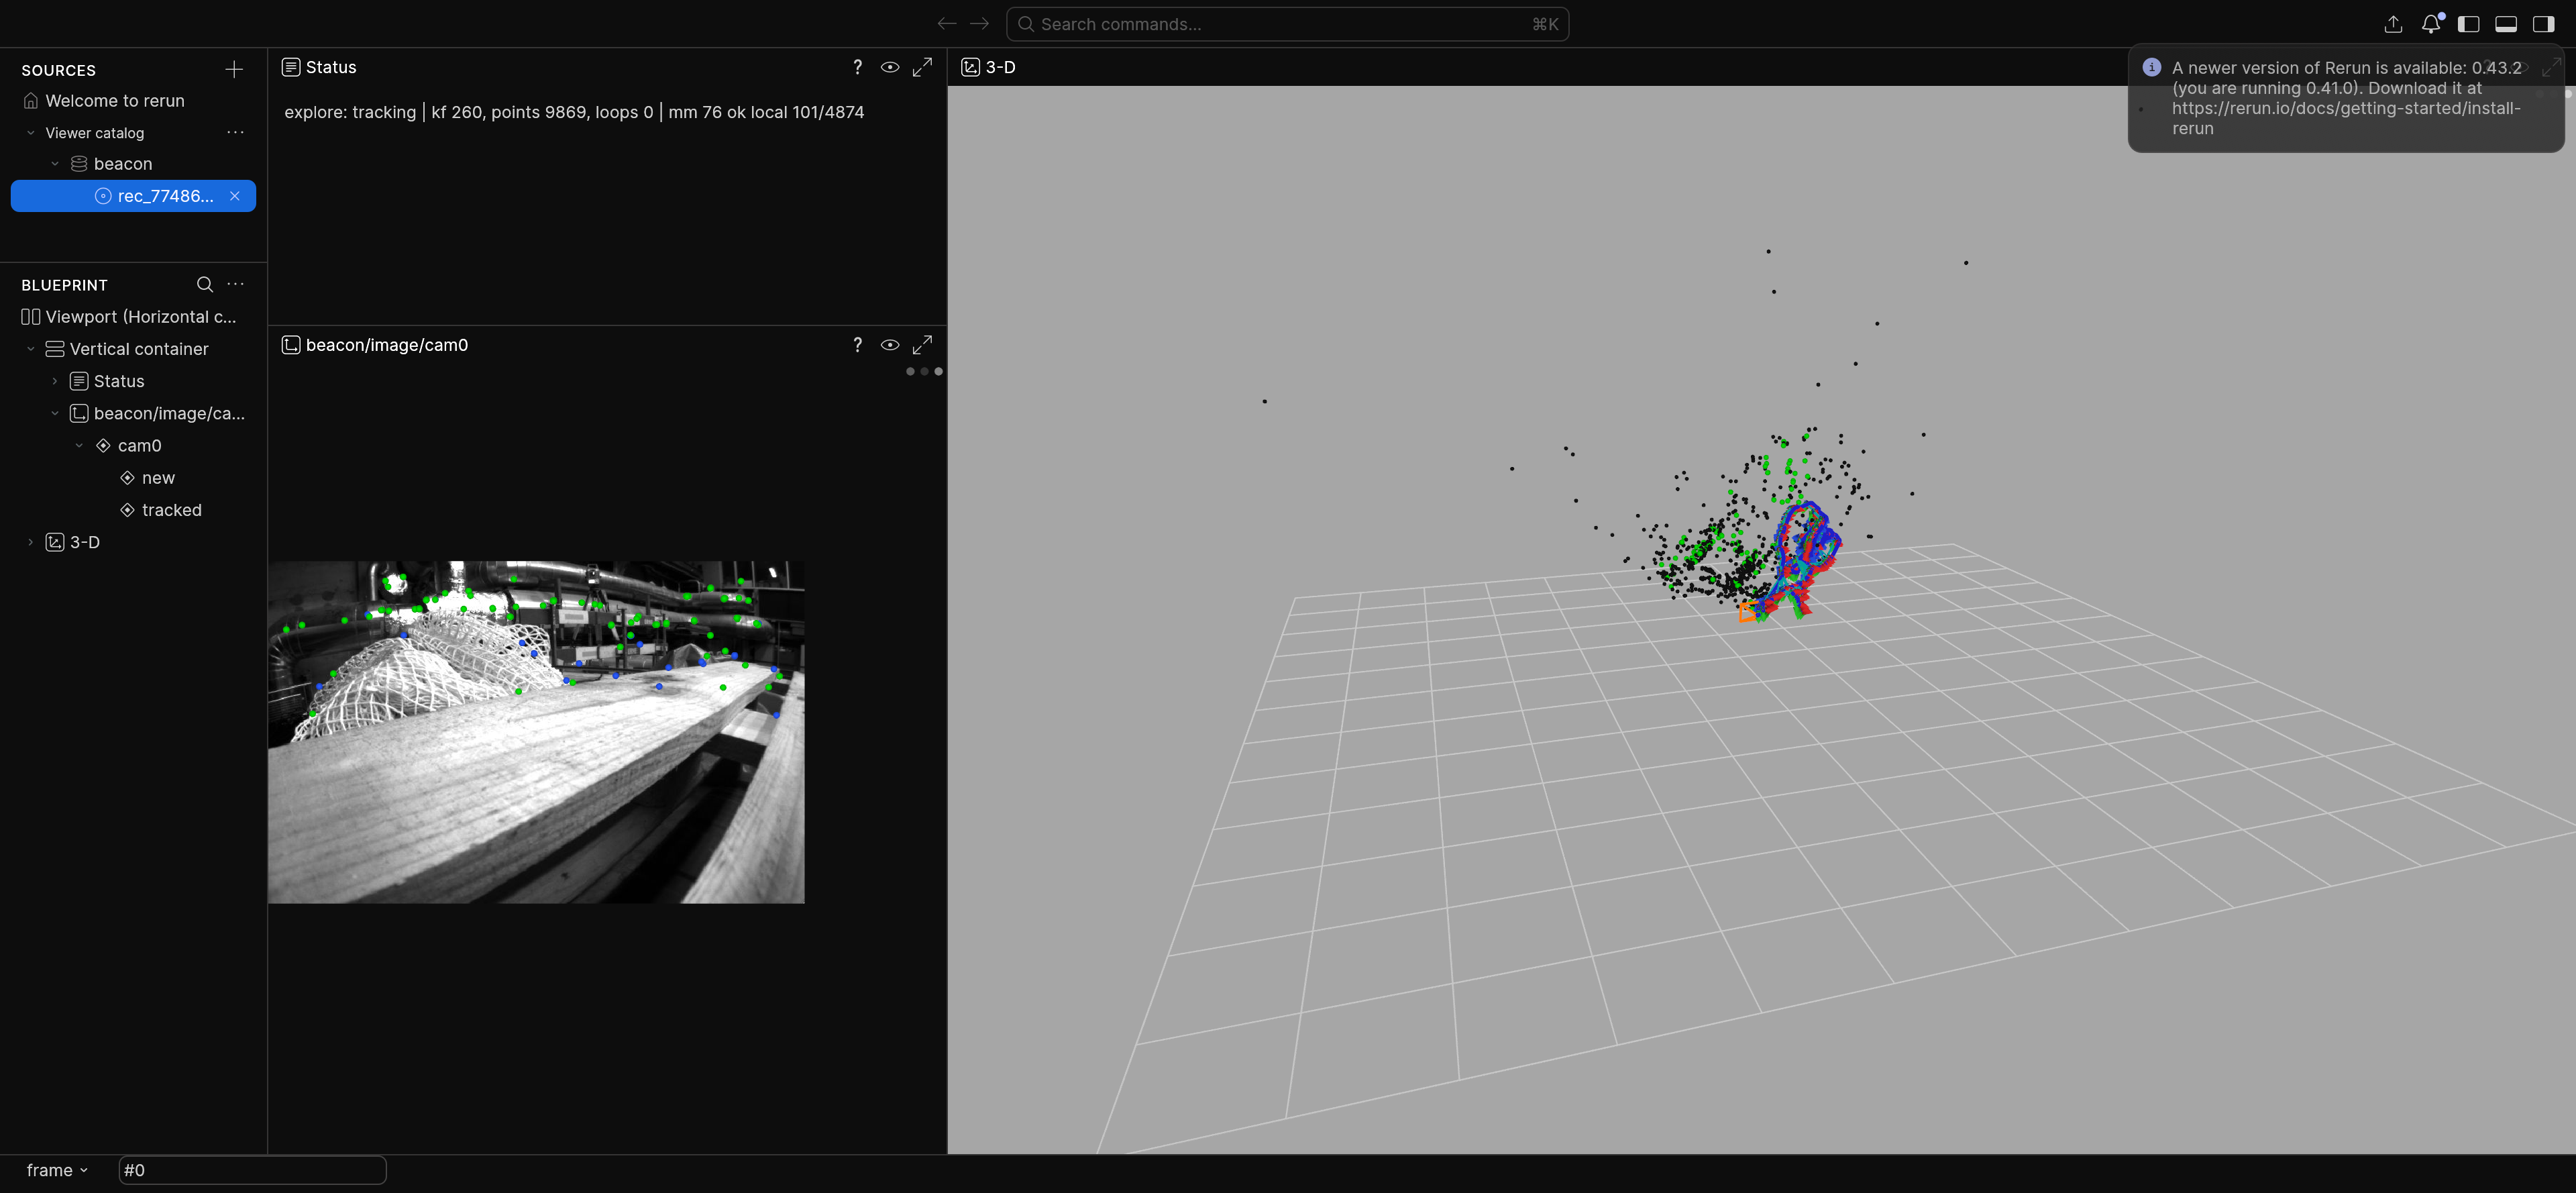 Search commands...
⌘K
SOURCES
Welcome to rerun
Viewer catalog
beacon
rec_77486...
BLUEPRINT
Viewport (Horizontal c...
Vertical container
Status
beacon/image/ca...
cam0
new
tracked
3-D
Status
?
explore: tracking | kf 260, points 9869, loops 0 | mm 76 ok local 101/4874
beacon/image/cam0
?
3-D
A newer version of Rerun is available: 0.43.2
(you are running 0.41.0). Download it at
https://rerun.io/docs/getting-started/install-
rerun
frame
#0